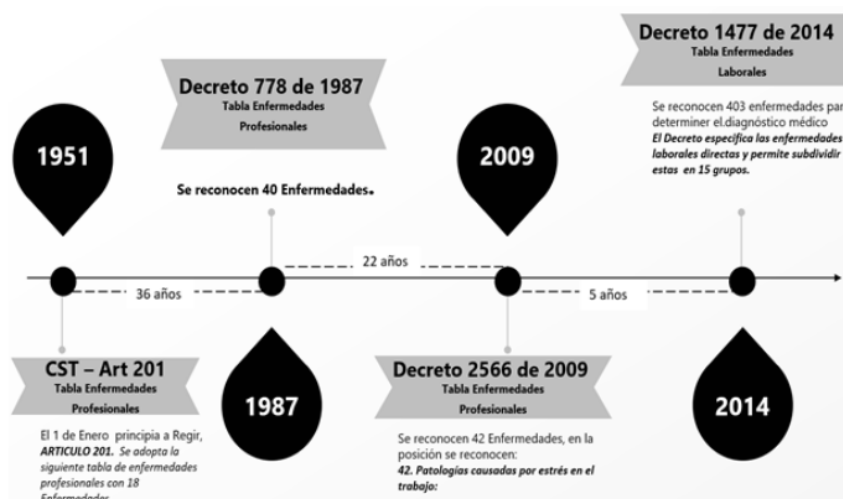 1951
CST – Art 201
Tabla Enfermedades
Profesionales
El 1 de Enero principia a Regir,
ARTICULO 201. Se adopta la
siguiente tabla de enfermedades
profesionales con 18
Enfermedades
36 años
Decreto 778 de 1987
Tabla Enfermedades
Profesionales
Se reconocen 40 Enfermedades.
1987
22 años
2009
Decreto 2566 de 2009
Tabla Enfermedades
Profesionales
Se reconocen 42 Enfermedades, en la
posición se reconocen:
42. Patologías causadas por estrés en el
trabajo:
5 años
Decreto 1477 de 2014
Tabla Enfermedades
Laborales
Se reconocen 403 enfermedades par
determiner el.diagnóstico médico
El Decreto especifica las enfermedades
laborales directas y permite subdividir
estas en 15 grupos.
2014